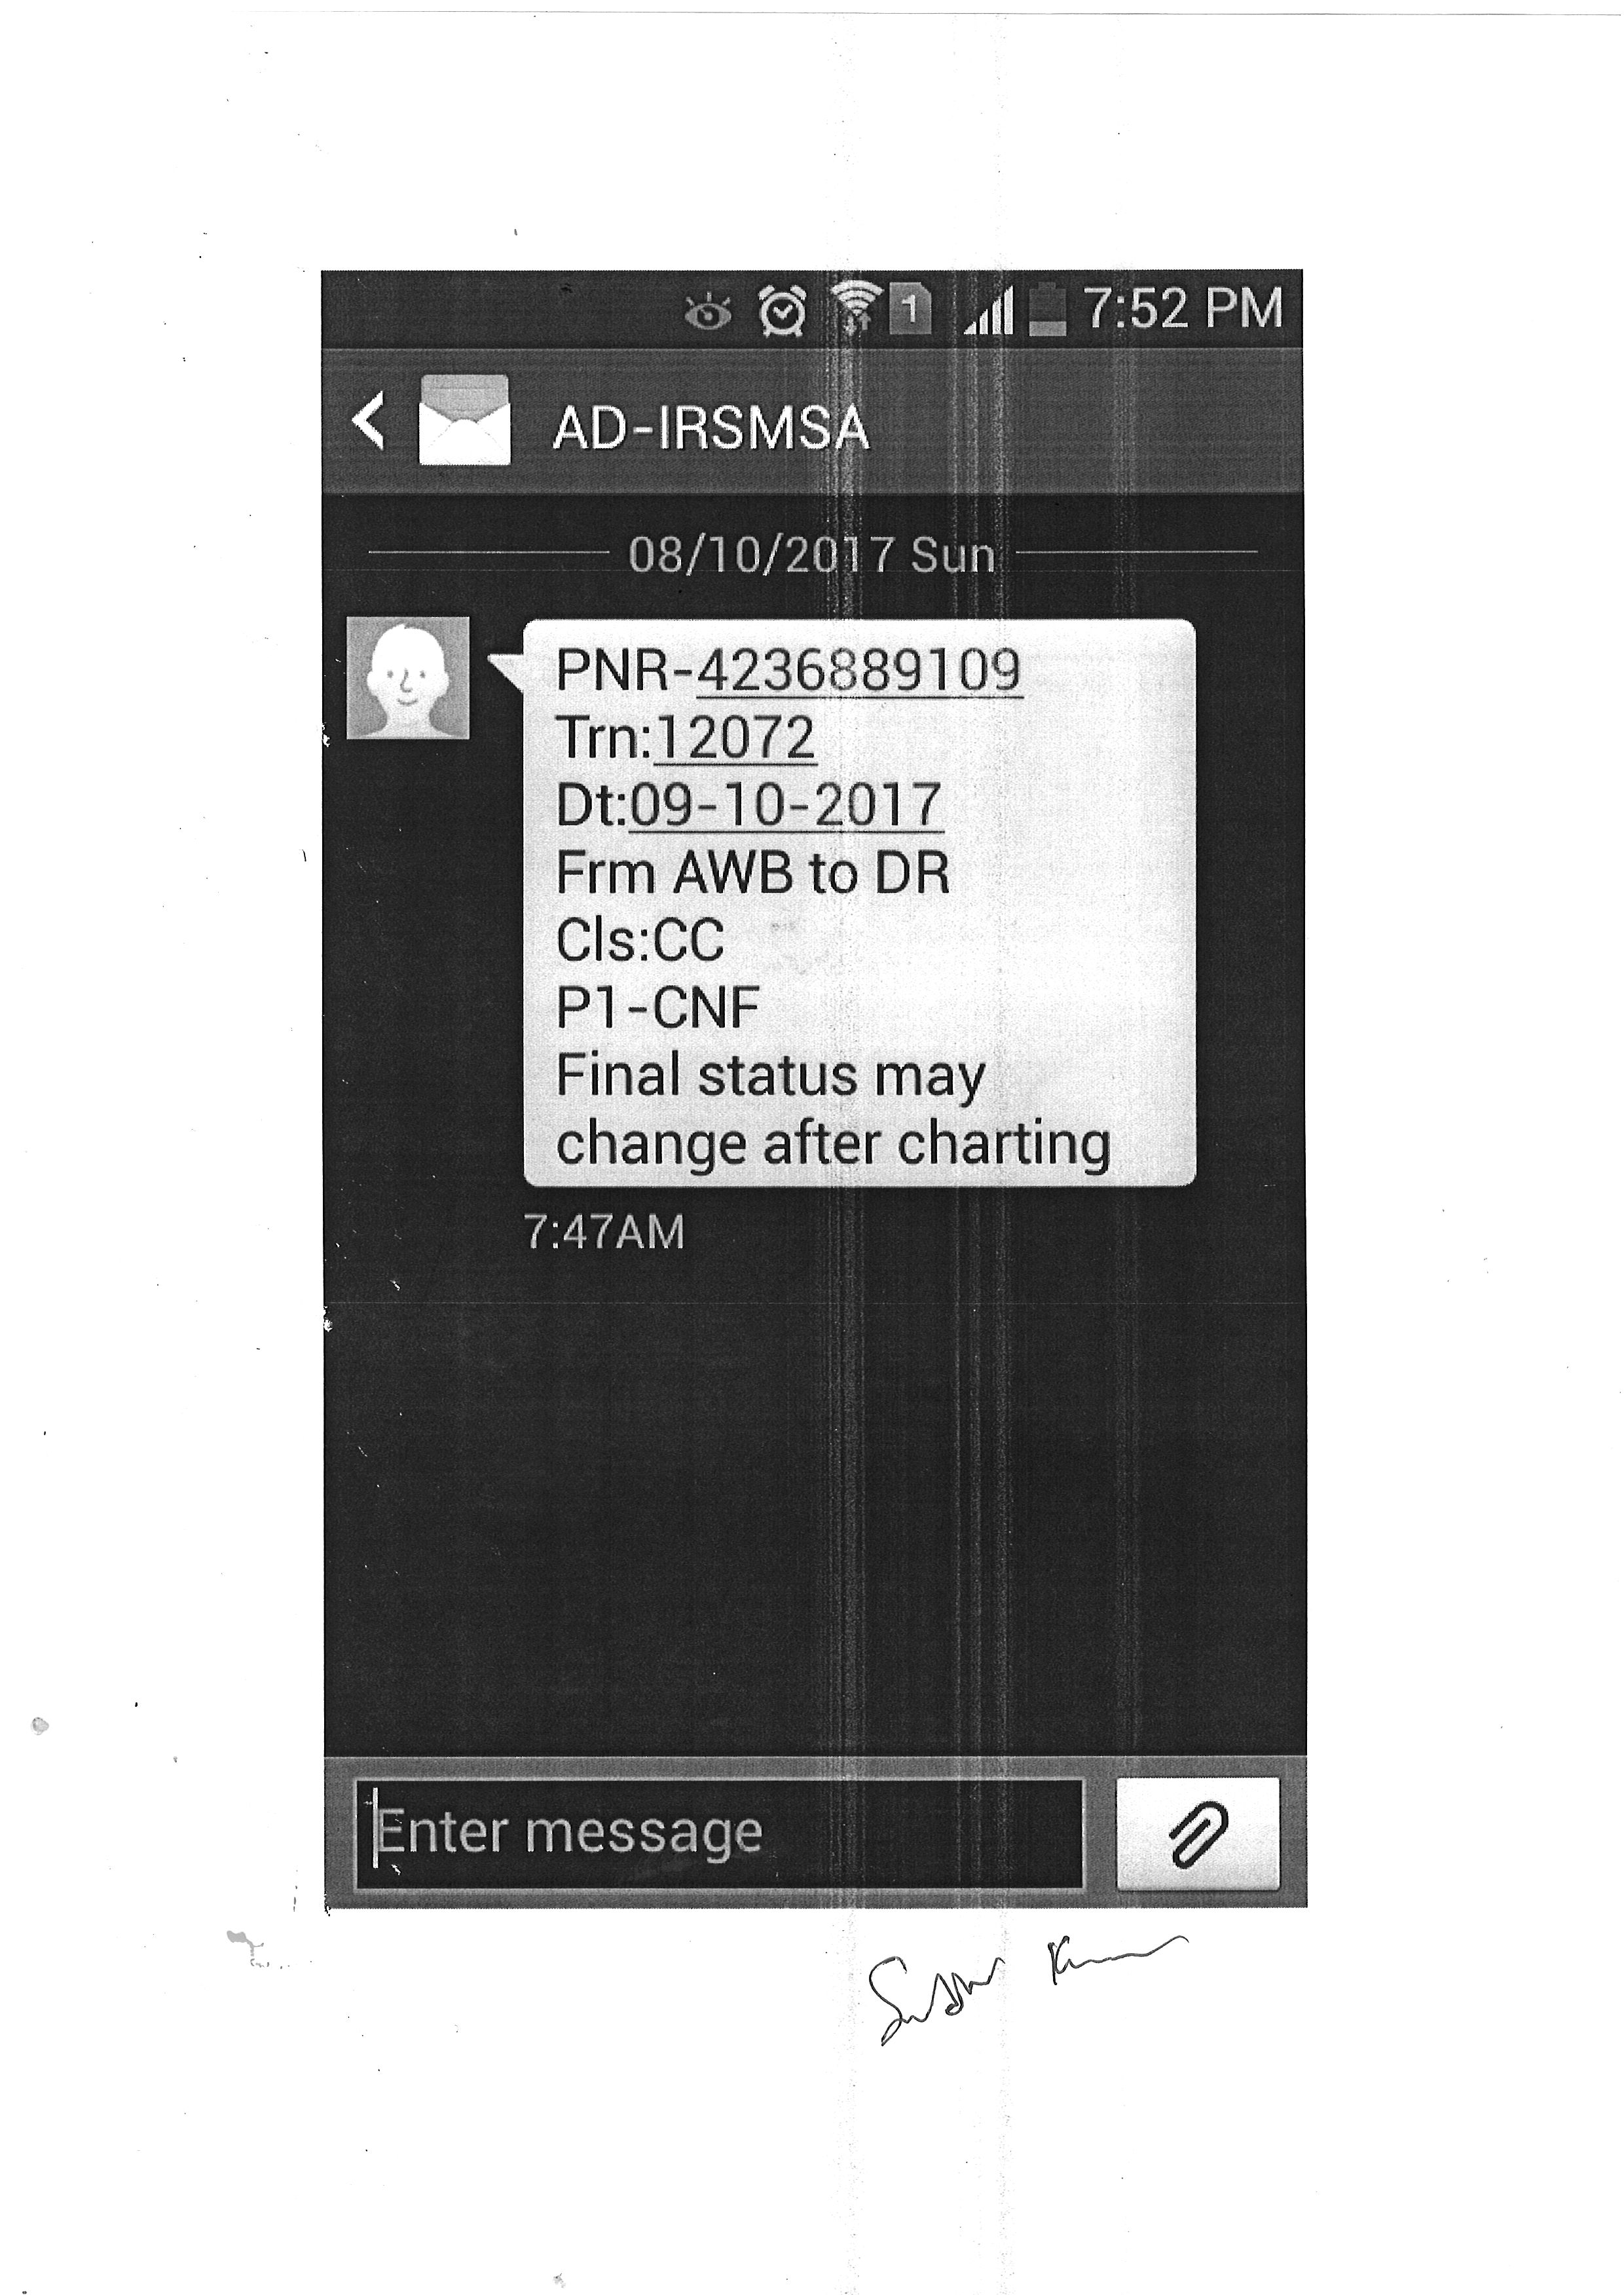 1 7:52 PM
AD-IRSMSA
08/10/2017 Sun
PNR-4236889109
Trn:12072
Dt:09-10-2017
Frm AWB to DR
Cls:CC
P1-CNF
Final status may
change after charting
7:47AM
Enter message